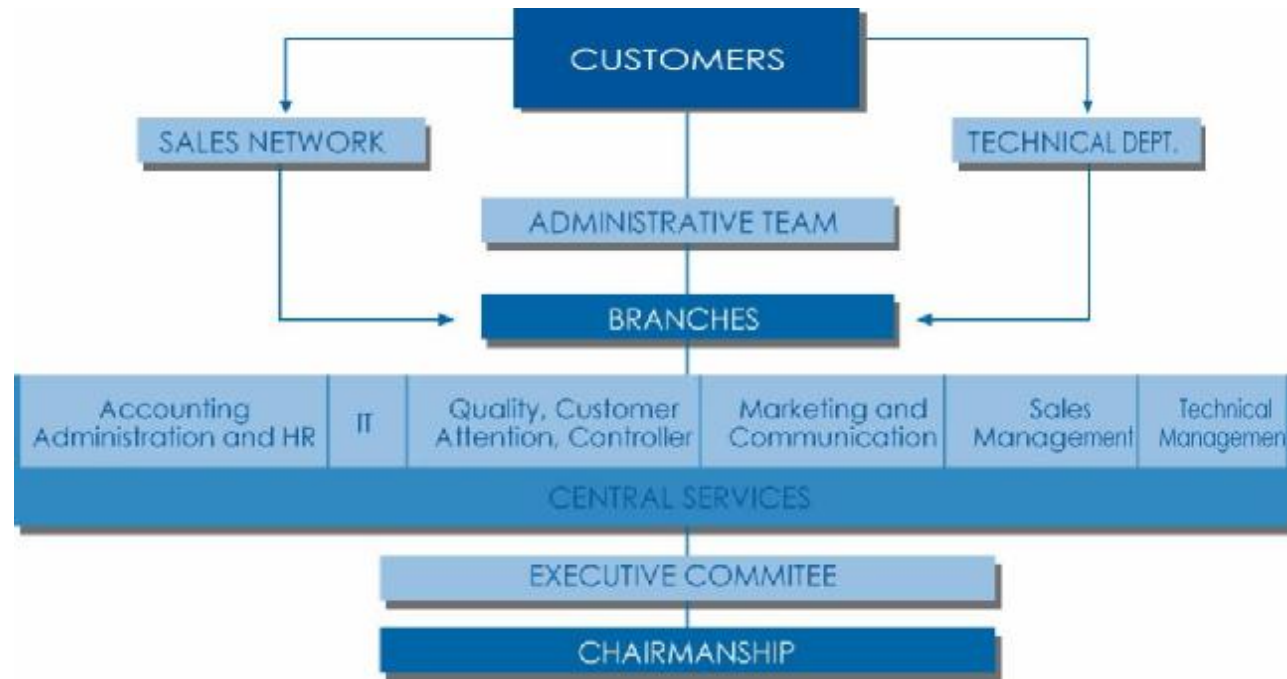 CUSTOMERS
SALES NETWORK
TECHNICAL DEPT.
ADMINISTRATIVE TEAM
BRANCHES
Accounting
Administration and HR
IT
Quality, Customer
Attention, Controller
Marketing and
Communication
Sales
Management
Technical
Managemen
CENTRAL SERVICES
EXECUTIVE COMMITEE
CHAIRMANSHIP